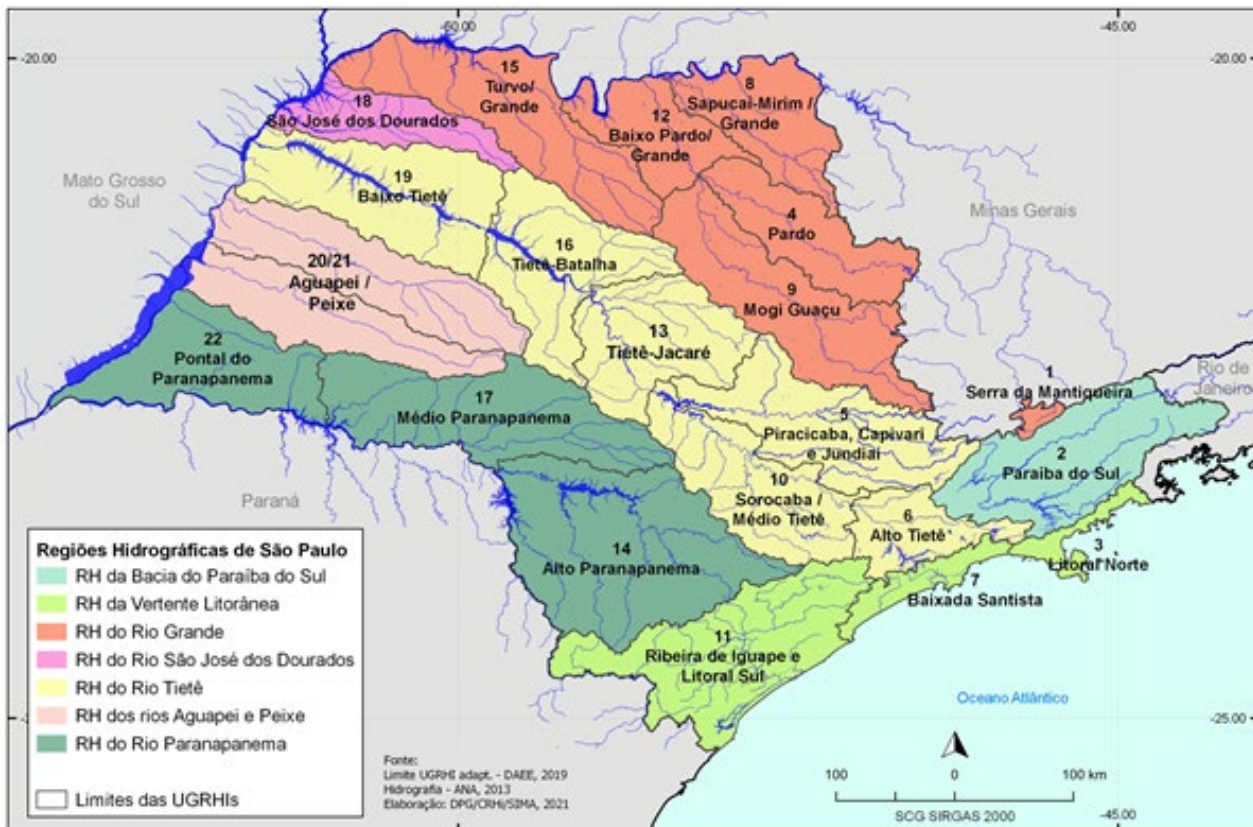 -50.00
-45.00
-20.00
-20.00
15
Turvo/
Grande
8
Sapucai-Mirim /
Grande
18
São José dos Dourados
12
Baixo Pardo/
Grande
Mato Grosso
do Sul
19
Baixo Tietê
Minas Gerais
4
Pardo
16
Tietê-Batalha
20/21
Aguapei /
Peixe
9
Mogi Guaçu
13
Tietê-Jacaré
22
Pontal do
Paranapanema
1
Serra da Mantiqueira
Rio de
Janeiro
17
Médio Paranapanema
5
Piracicaba, Capivari
e Jundiaí
2
Paraíba do Sul
10
Sorocaba /
Médio Tietê
6
Alto Tietê
Paraná
14
Alto Paranapanema
3
Litoral Norte
7
Baixada Santista
11
Ribeira de Iguape e
Litoral Sul
Oceano Atlântico
-25.00
Regiões Hidrográficas de São Paulo
RH da Bacia do Paraíba do Sul
RH da Vertente Litorânea
RH do Rio Grande
RH do Rio São José dos Dourados
RH do Rio Tietê
RH dos rios Aguapei e Peixe
RH do Rio Paranapanema
Limites das UGRHIs
Fonte:
Limite UGRHI adapt. - DAEE, 2019
Hidrografia - ANA, 2013
Elaboração: DPG/CRHi/SIMA, 2021
100 0 100 km
SCG SIRGAS 2000
-45.00